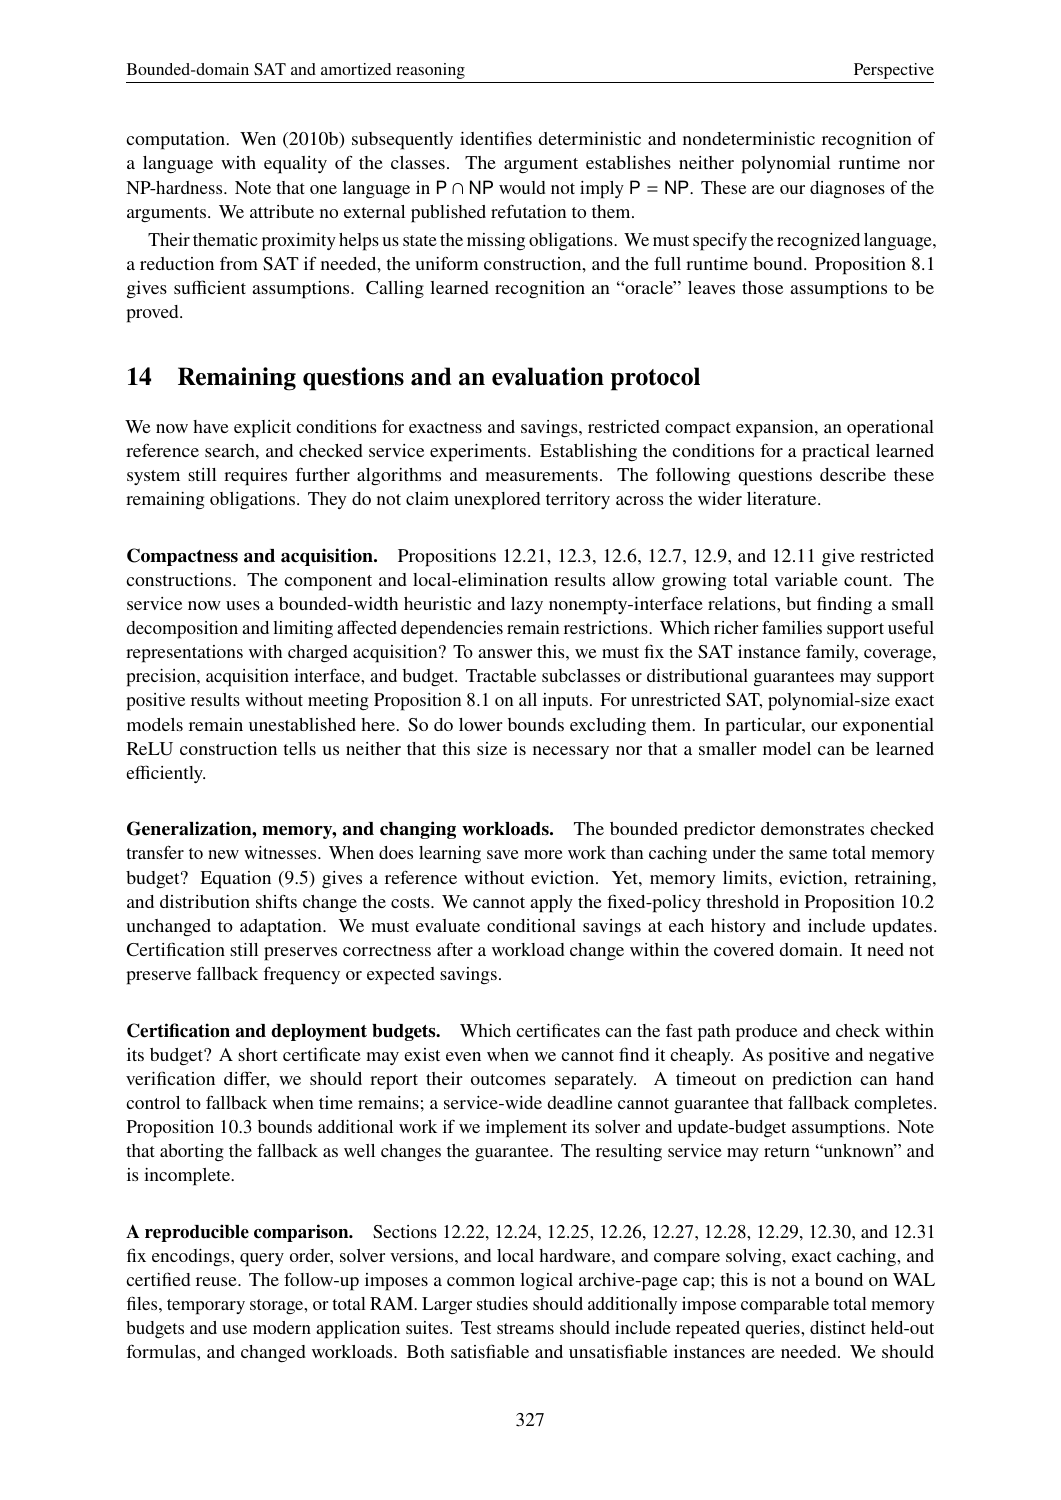 Bounded-domain SAT and amortized reasoning Perspective
computation. Wen (2010b) subsequently identifies deterministic and nondeterministic recognition of
a language with equality of the classes. The argument establishes neither polynomial runtime nor
NP-hardness. Note that one language in P ∩ NP would not imply P = NP. These are our diagnoses of the
arguments. We attribute no external published refutation to them.
Their thematic proximity helps us state the missing obligations. We must specify the recognized language,
a reduction from SAT if needed, the uniform construction, and the full runtime bound. Proposition 8.1
gives sufficient assumptions. Calling learned recognition an “oracle” leaves those assumptions to be
proved.
14 Remaining questions and an evaluation protocol
We now have explicit conditions for exactness and savings, restricted compact expansion, an operational
reference search, and checked service experiments. Establishing the conditions for a practical learned
system still requires further algorithms and measurements. The following questions describe these
remaining obligations. They do not claim unexplored territory across the wider literature.
Compactness and acquisition. Propositions 12.21, 12.3, 12.6, 12.7, 12.9, and 12.11 give restricted
constructions. The component and local-elimination results allow growing total variable count. The
service now uses a bounded-width heuristic and lazy nonempty-interface relations, but finding a small
decomposition and limiting affected dependencies remain restrictions. Which richer families support useful
representations with charged acquisition? To answer this, we must fix the SAT instance family, coverage,
precision, acquisition interface, and budget. Tractable subclasses or distributional guarantees may support
positive results without meeting Proposition 8.1 on all inputs. For unrestricted SAT, polynomial-size exact
models remain unestablished here. So do lower bounds excluding them. In particular, our exponential
ReLU construction tells us neither that this size is necessary nor that a smaller model can be learned
efficiently.
Generalization, memory, and changing workloads. The bounded predictor demonstrates checked
transfer to new witnesses. When does learning save more work than caching under the same total memory
budget? Equation (9.5) gives a reference without eviction. Yet, memory limits, eviction, retraining,
and distribution shifts change the costs. We cannot apply the fixed-policy threshold in Proposition 10.2
unchanged to adaptation. We must evaluate conditional savings at each history and include updates.
Certification still preserves correctness after a workload change within the covered domain. It need not
preserve fallback frequency or expected savings.
Certification and deployment budgets. Which certificates can the fast path produce and check within
its budget? A short certificate may exist even when we cannot find it cheaply. As positive and negative
verification differ, we should report their outcomes separately. A timeout on prediction can hand
control to fallback when time remains; a service-wide deadline cannot guarantee that fallback completes.
Proposition 10.3 bounds additional work if we implement its solver and update-budget assumptions. Note
that aborting the fallback as well changes the guarantee. The resulting service may return “unknown” and
is incomplete.
A reproducible comparison. Sections 12.22, 12.24, 12.25, 12.26, 12.27, 12.28, 12.29, 12.30, and 12.31
fix encodings, query order, solver versions, and local hardware, and compare solving, exact caching, and
certified reuse. The follow-up imposes a common logical archive-page cap; this is not a bound on WAL
files, temporary storage, or total RAM. Larger studies should additionally impose comparable total memory
budgets and use modern application suites. Test streams should include repeated queries, distinct held-out
formulas, and changed workloads. Both satisfiable and unsatisfiable instances are needed. We should
327